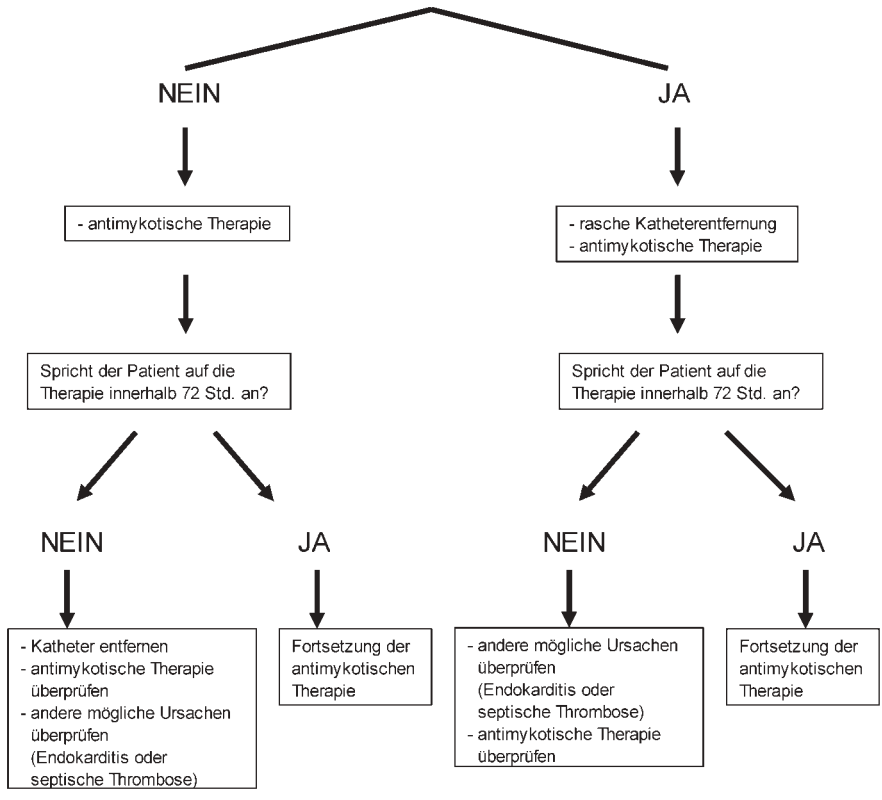 NEIN
JA
- antimykotische Therapie
- rasche Katheterentfernung
- antimykotische Therapie
Spricht der Patient auf die
Therapie innerhalb 72 Std. an?
Spricht der Patient auf die
Therapie innerhalb 72 Std. an?
NEIN
JA
NEIN
JA
- Katheter entfernen
- antimykotische Therapie
überprüfen
- andere mögliche Ursachen
überprüfen
(Endokarditis oder
septische Thrombose)
Fortsetzung der
antimykotischen
Therapie
- andere mögliche Ursachen
überprüfen
(Endokarditis oder
septische Thrombose)
- antimykotische Therapie
überprüfen
Fortsetzung der
antimykotischen
Therapie